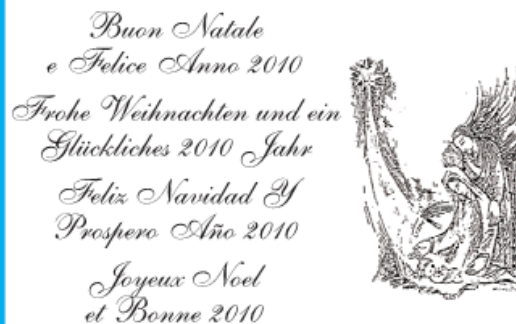 Buon Natale
e Felice Anno 2010
Frohe Weihnachten und ein
Glückliches 2010 Jahr
Feliz Navidad Y
Prospero Año 2010
Joyeux Noel
et Bonne 2010